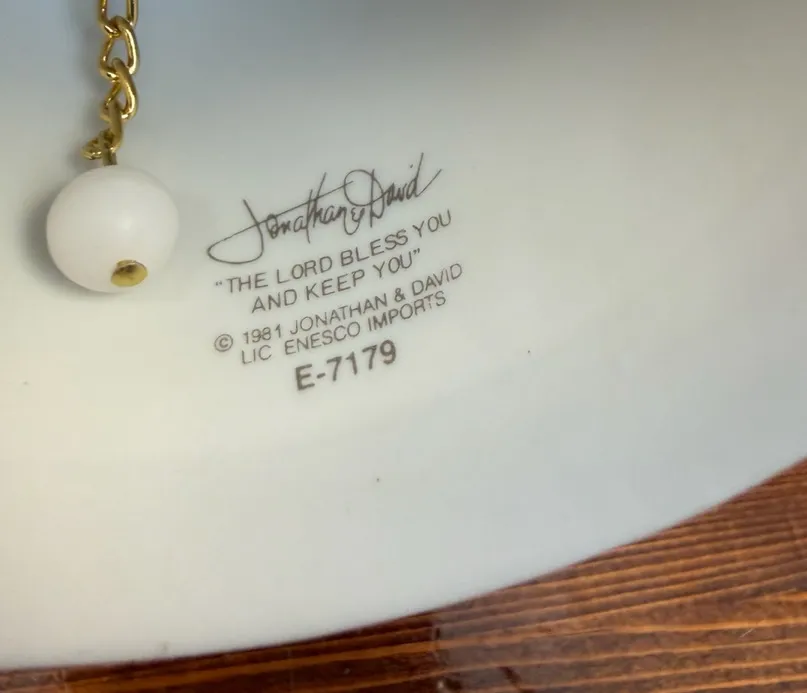 Jonathan & David
"THE LORD BLESS YOU
AND KEEP YOU"
© 1981 JONATHAN & DAVID
LIC ENESCO IMPORTS
E-7179